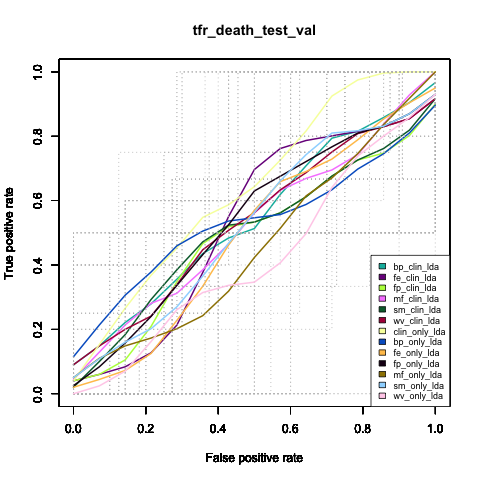 tfr_death_test_val
True positive rate
1.0
0.8
0.6
0.4
0.2
0.0
bp_clin_lda
fe_clin_lda
fp_clin_lda
mf_clin_lda
sm_clin_lda
wv_clin_lda
clin_only_lda
bp_only_lda
fe_only_lda
fp_only_lda
mf_only_lda
sm_only_lda
wv_only_lda
0.0 0.2 0.4 0.6 0.8 1.0
False positive rate